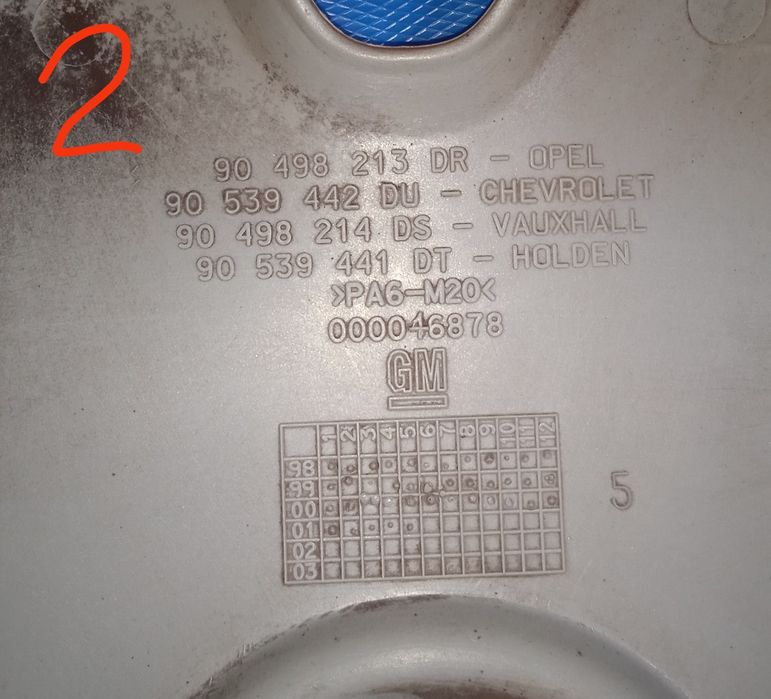 2
90 498 213 DR - OPEL
90 539 442 DU - CHEVROLET
90 498 214 DS - VAUXHALL
90 539 441 DT - HOLDEN
>PA6-M20<
000046878
GM
1 2 3 4 5 6 7 8 9 10 11 12
98
99
00
01
02
03
5